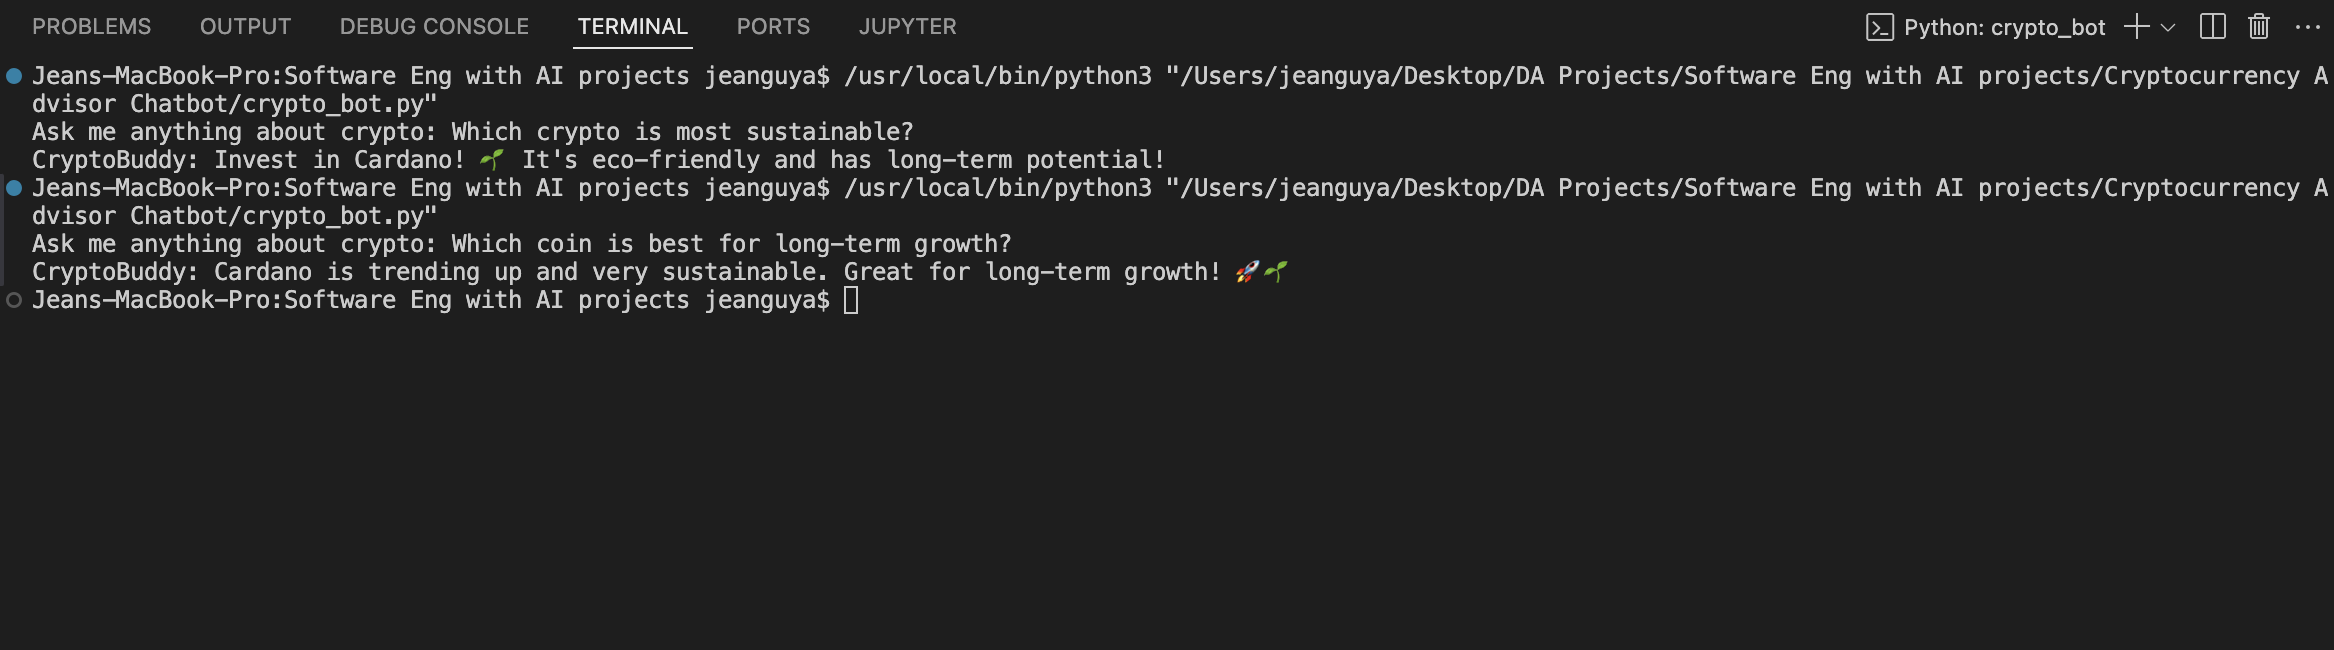 PROBLEMS OUTPUT DEBUG CONSOLE TERMINAL PORTS JUPYTER Python: crypto_bot
Jeans-MacBook-Pro:Software Eng with AI projects jeanguya$ /usr/local/bin/python3 "/Users/jeanguya/Desktop/DA Projects/Software Eng with AI projects/Cryptocurrency A
dvisor Chatbot/crypto_bot.py"
Ask me anything about crypto: Which crypto is most sustainable?
CryptoBuddy: Invest in Cardano! 🌱 It's eco-friendly and has long-term potential!
Jeans-MacBook-Pro:Software Eng with AI projects jeanguya$ /usr/local/bin/python3 "/Users/jeanguya/Desktop/DA Projects/Software Eng with AI projects/Cryptocurrency A
dvisor Chatbot/crypto_bot.py"
Ask me anything about crypto: Which coin is best for long-term growth?
CryptoBuddy: Cardano is trending up and very sustainable. Great for long-term growth! 🚀🌱
Jeans-MacBook-Pro:Software Eng with AI projects jeanguya$